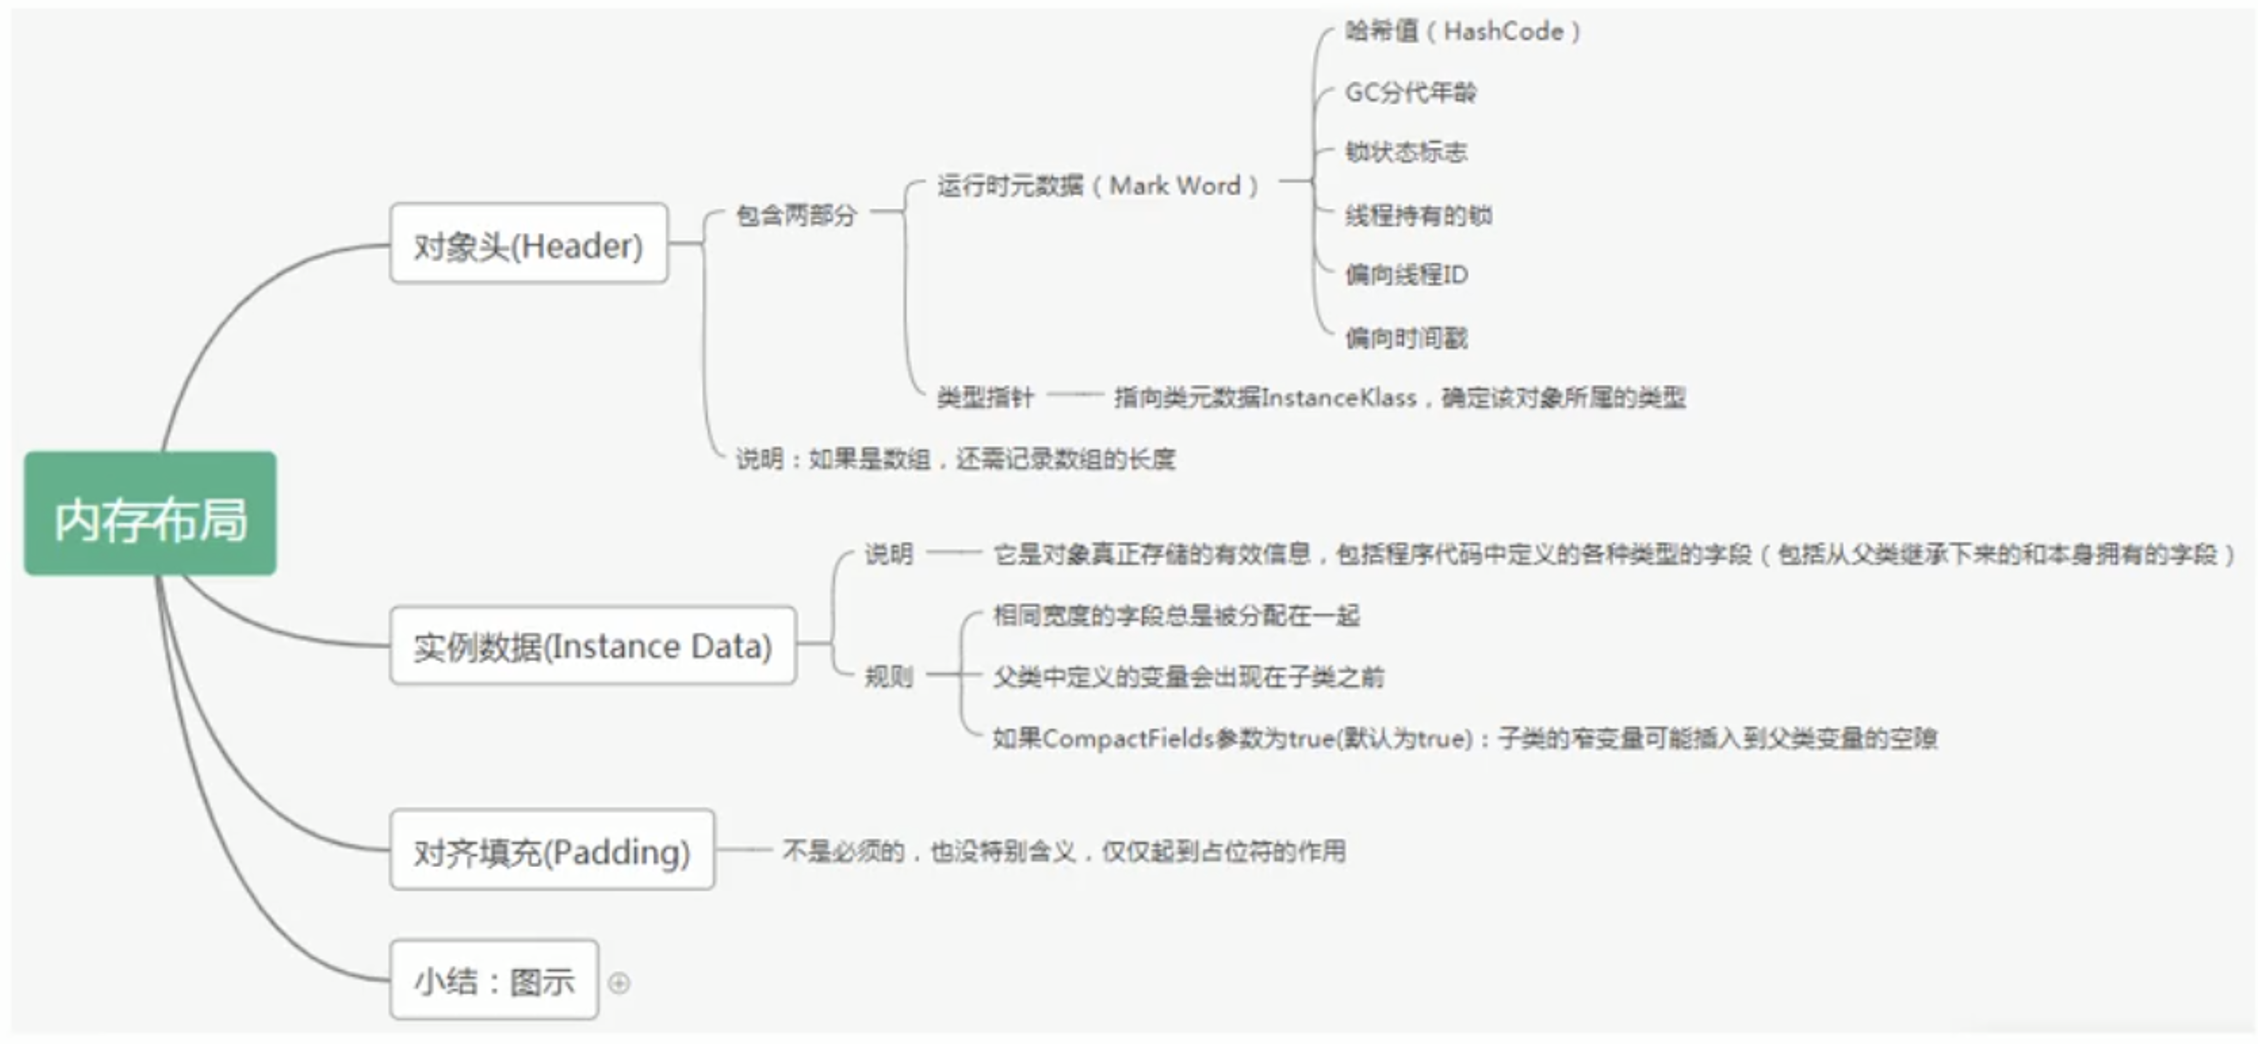 哈希值（HashCode）
GC分代年龄
锁状态标志
运行时元数据（Mark Word）
线程持有的锁
包含两部分
对象头(Header)
偏向线程ID
偏向时间戳
类型指针
指向类元数据InstanceKlass，确定该对象所属的类型
说明：如果是数组，还需记录数组的长度
内存布局
说明
它是对象真正存储的有效信息，包括程序代码中定义的各种类型的字段（包括从父类继承下来的和本身拥有的字段）
相同宽度的字段总是被分配在一起
实例数据(Instance Data)
规则
父类中定义的变量会出现在子类之前
如果CompactFields参数为true(默认为true)：子类的窄变量可能插入到父类变量的空隙
对齐填充(Padding)
不是必须的，也没特别含义，仅仅起到占位符的作用
小结：图示